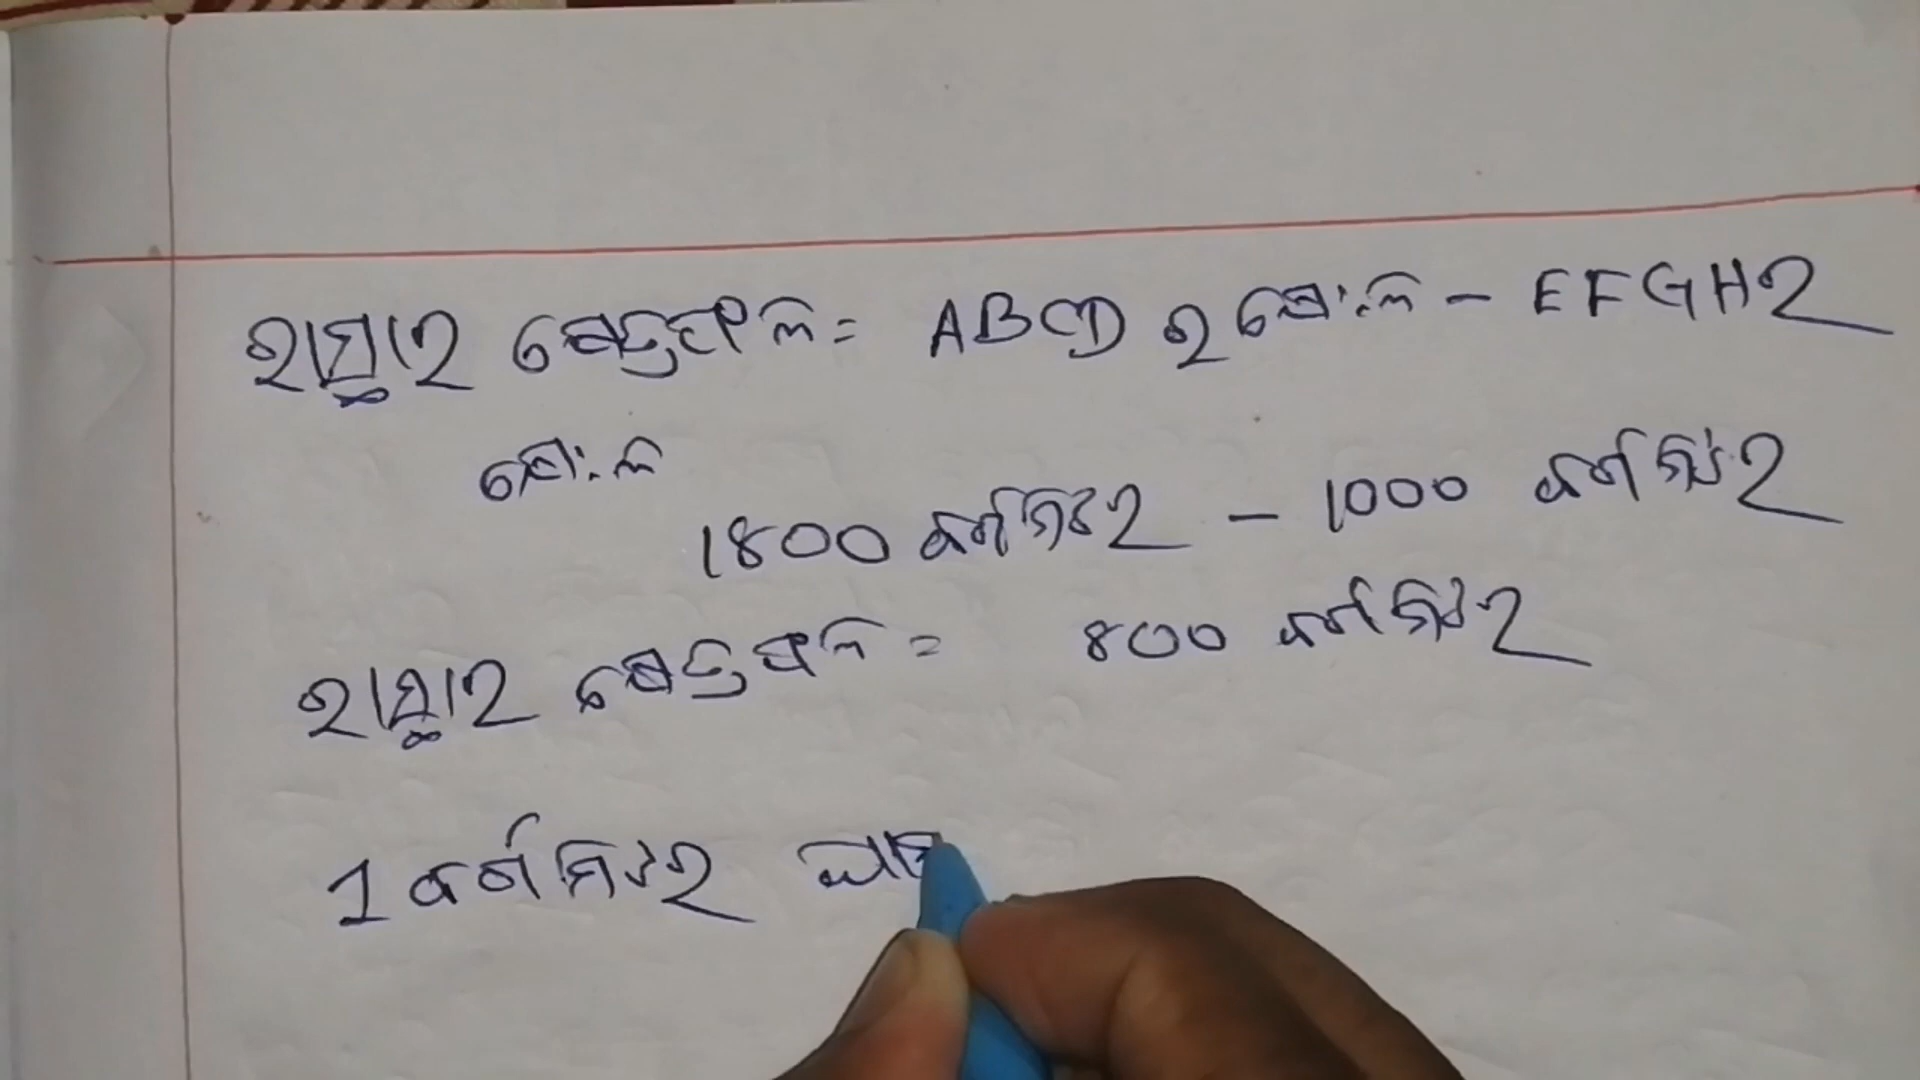 ରାସ୍ତାର କ୍ଷେତ୍ରଫଳ = ABCD ର କ୍ଷେ:ଳ - EFGHର
କ୍ଷେ:ଳ
1800 ବର୍ଗମିଟର - 1000 ବର୍ଗମିଟର
ରାସ୍ତାର କ୍ଷେତ୍ରଫଳ = 800 ବର୍ଗମିଟର
1 ବର୍ଗମିଟର